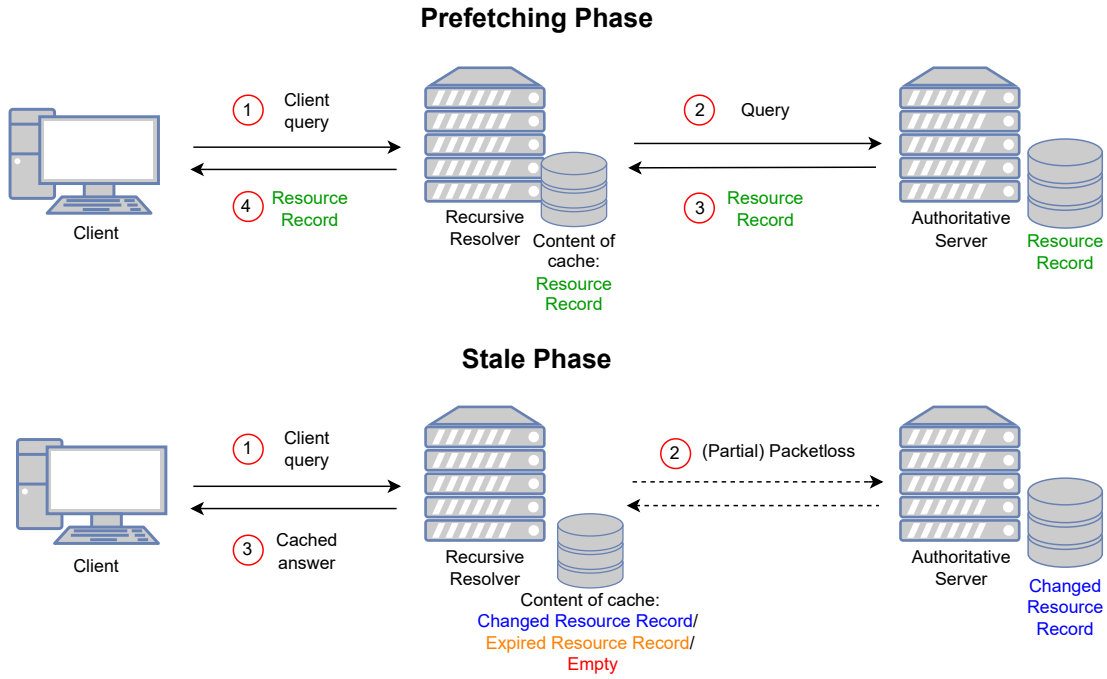 Prefetching Phase
1
Client
query
2
Query
4
Resource
Record
3
Resource
Record
Client
Recursive
Resolver
Content of
cache:
Resource
Record
Authoritative
Server
Resource
Record
Stale Phase
1
Client
query
2
(Partial) Packetloss
3
Cached
answer
Client
Recursive
Resolver
Content of cache:
Changed Resource Record/
Expired Resource Record/
Empty
Authoritative
Server
Changed
Resource
Record